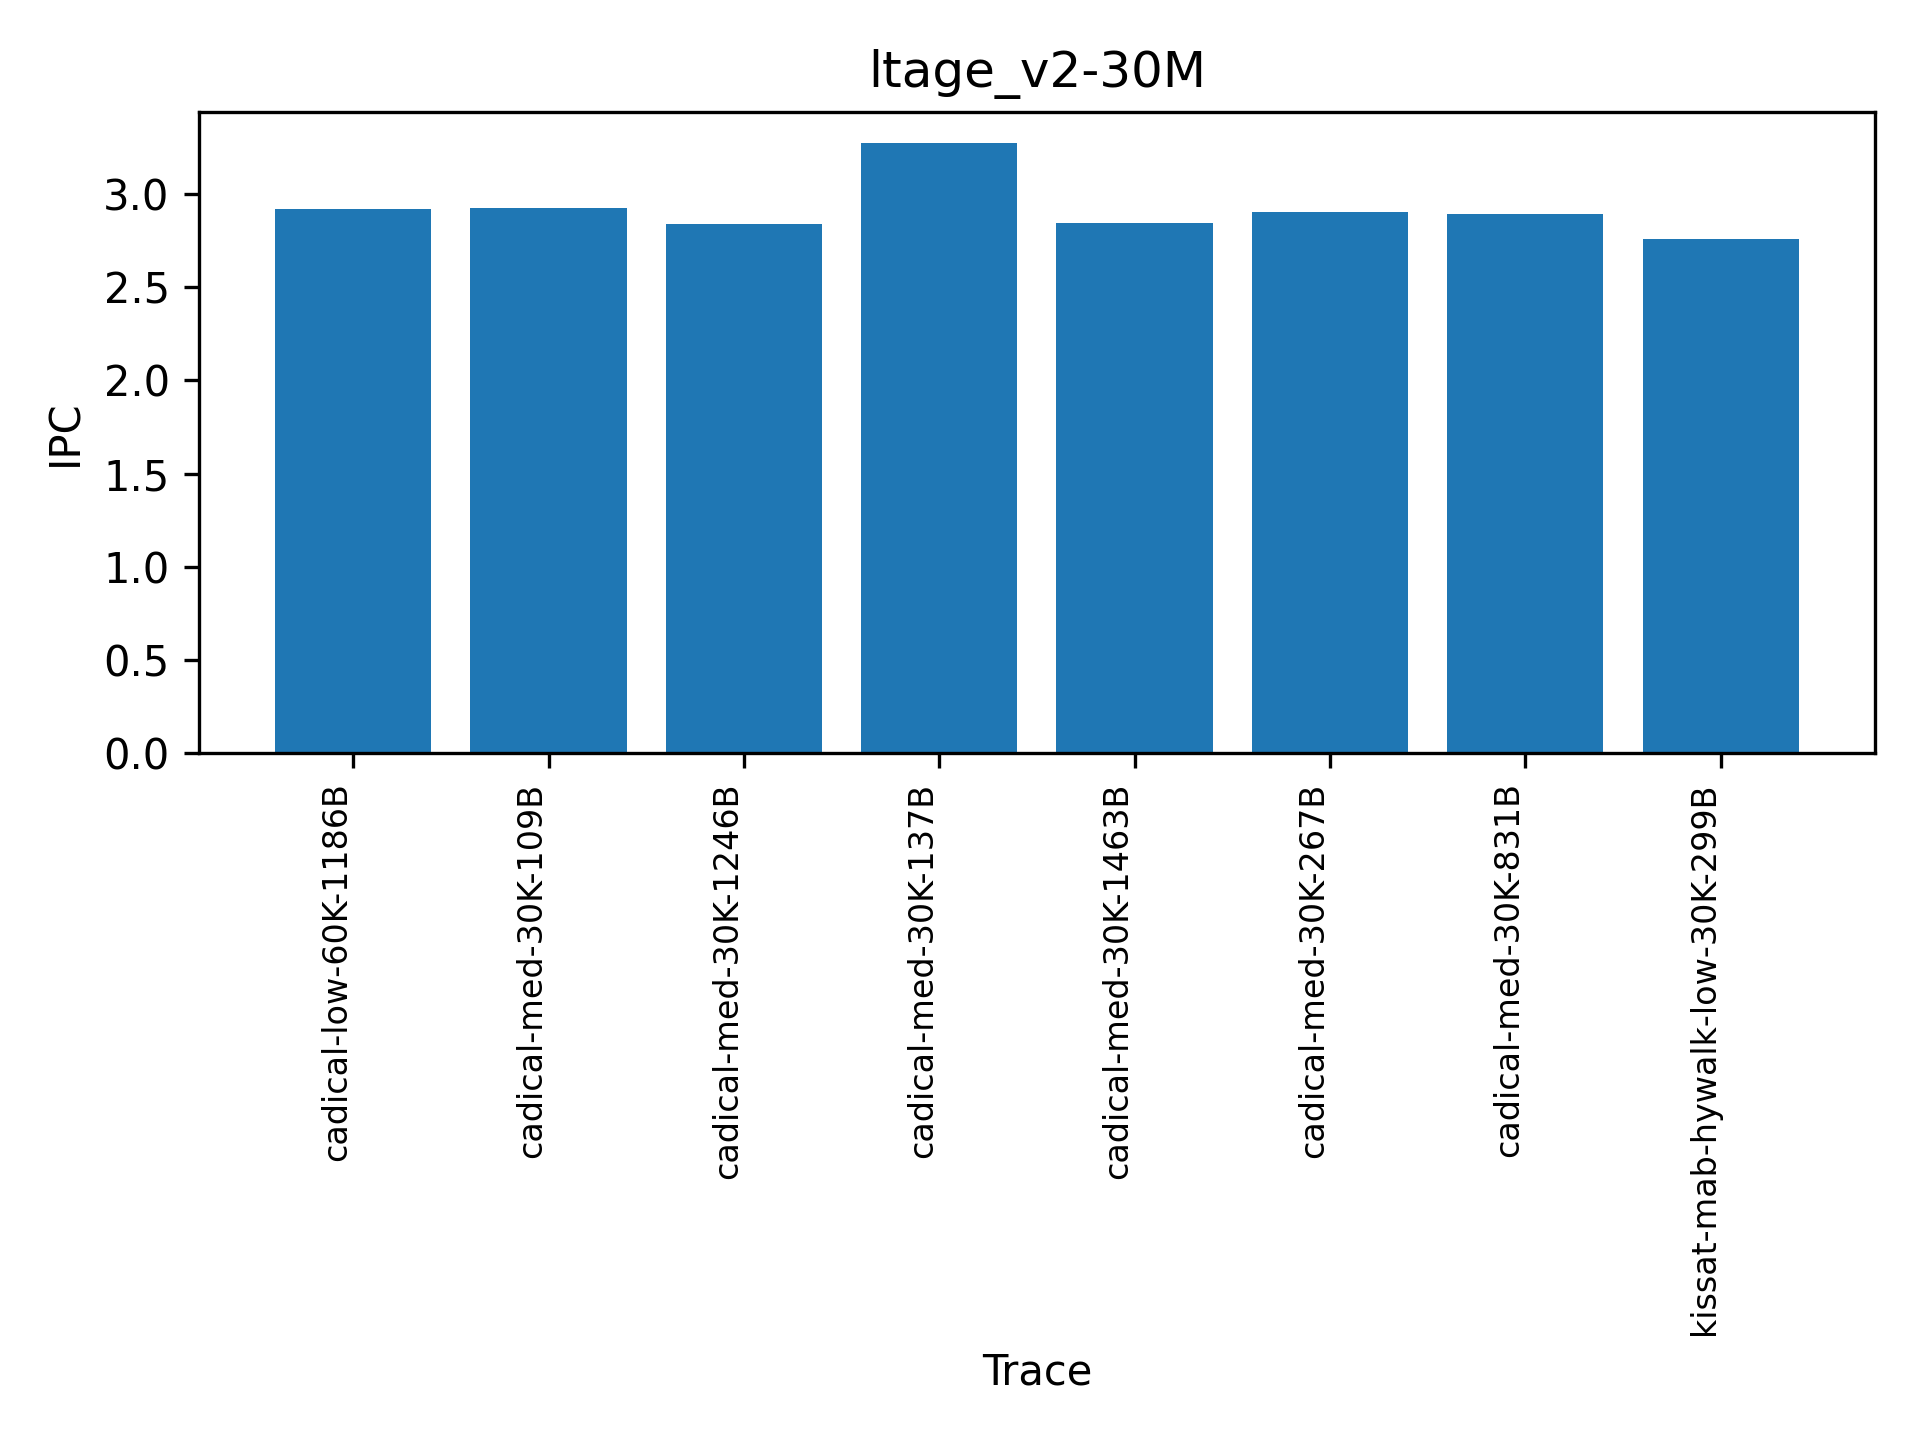 ltage_v2-30M
IPC
3.0
2.5
2.0
1.5
1.0
0.5
0.0
cadical-low-60K-1186B
cadical-med-30K-109B
cadical-med-30K-1246B
cadical-med-30K-137B
cadical-med-30K-1463B
cadical-med-30K-267B
cadical-med-30K-831B
kissat-mab-hywalk-low-30K-299B
Trace